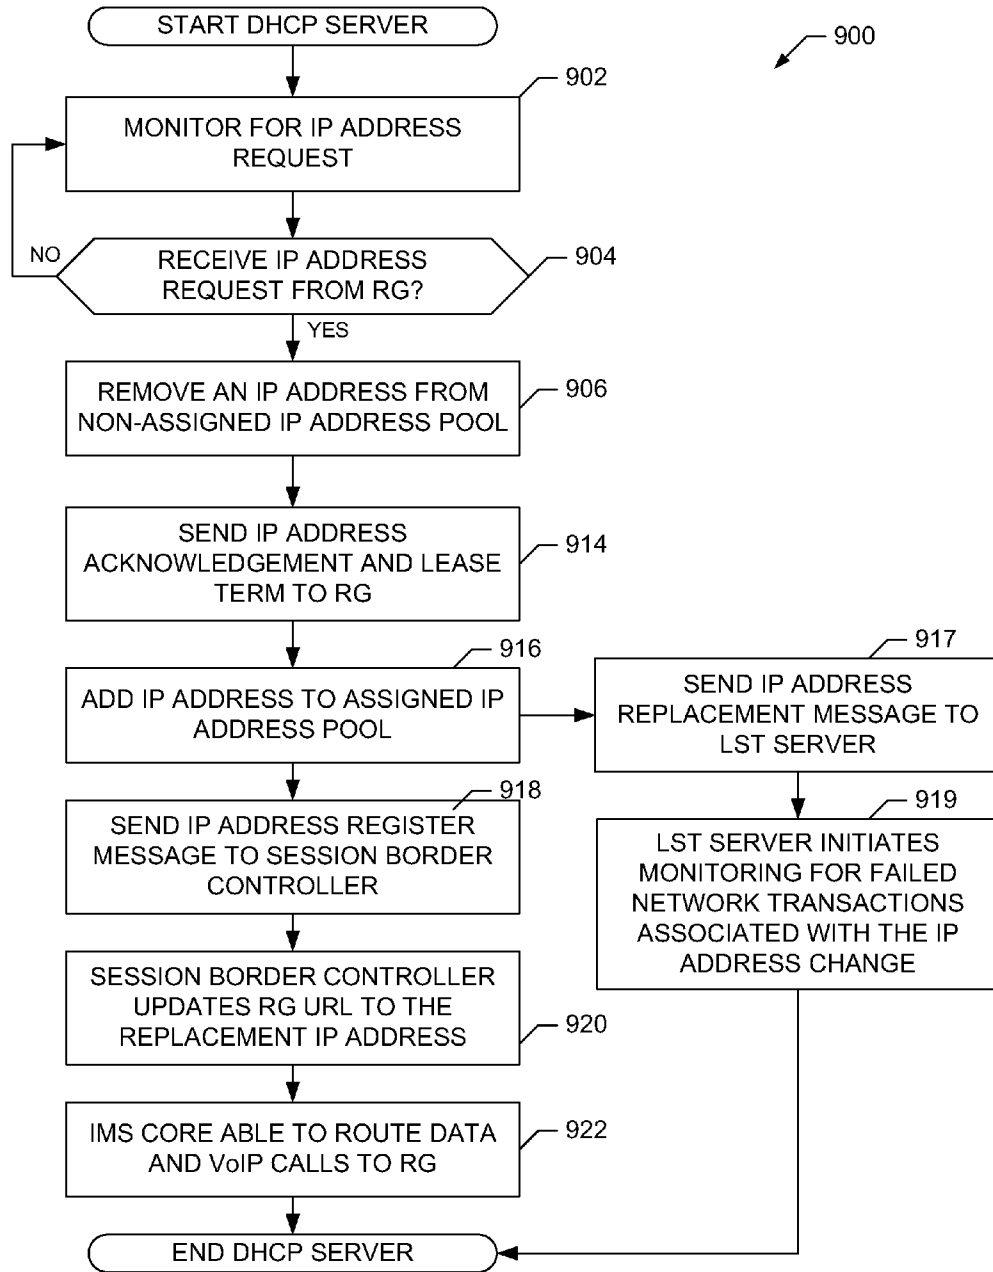 START DHCP SERVER
900
902
MONITOR FOR IP ADDRESS
REQUEST
NO
RECEIVE IP ADDRESS
REQUEST FROM RG?
904
YES
REMOVE AN IP ADDRESS FROM
NON-ASSIGNED IP ADDRESS POOL
906
SEND IP ADDRESS
ACKNOWLEDGEMENT AND LEASE
TERM TO RG
914
916
ADD IP ADDRESS TO ASSIGNED IP
ADDRESS POOL
917
SEND IP ADDRESS
REPLACEMENT MESSAGE TO
LST SERVER
918
SEND IP ADDRESS REGISTER
MESSAGE TO SESSION BORDER
CONTROLLER
919
LST SERVER INITIATES
MONITORING FOR FAILED
NETWORK TRANSACTIONS
ASSOCIATED WITH THE IP
ADDRESS CHANGE
SESSION BORDER CONTROLLER
UPDATES RG URL TO THE
REPLACEMENT IP ADDRESS
920
IMS CORE ABLE TO ROUTE DATA
AND VoIP CALLS TO RG
922
END DHCP SERVER